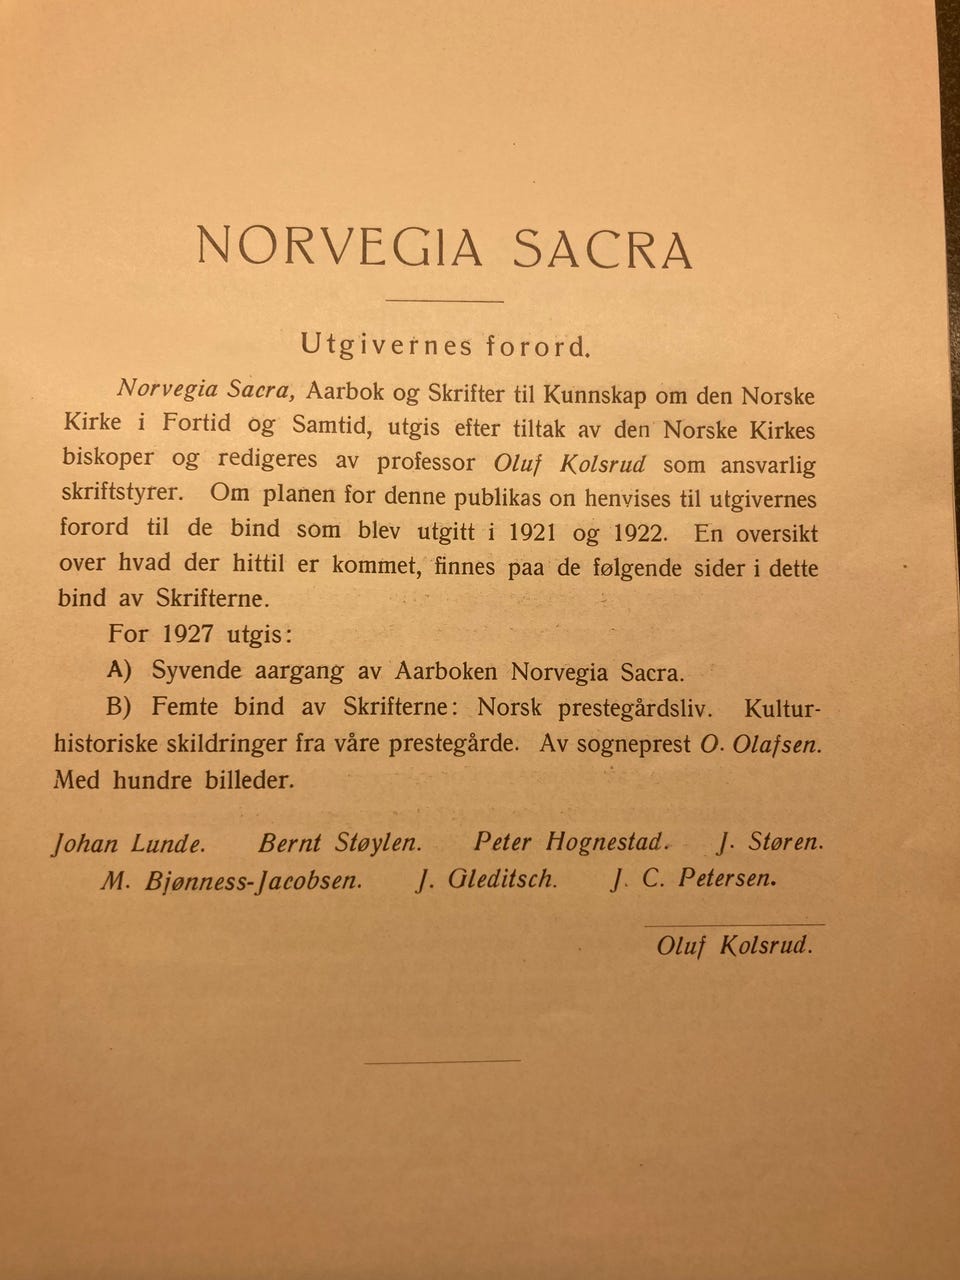 NORVEGIA SACRA
Utgivernes forord.
Norvegia Sacra, Aarbok og Skrifter til Kunnskap om den Norske
Kirke i Fortid og Samtid, utgis efter tiltak av den Norske Kirkes
biskoper og redigeres av professor Oluf Kolsrud som ansvarlig
skriftstyrer. Om planen for denne publikas on henvises til utgivernes
forord til de bind som blev utgitt i 1921 og 1922. En oversikt
over hvad der hittil er kommet, finnes paa de følgende sider i dette
bind av Skrifterne.
For 1927 utgis:
A) Syvende aargang av Aarboken Norvegia Sacra.
B) Femte bind av Skrifterne: Norsk prestegårdsliv. Kultur-
historiske skildringer fra våre prestegårde. Av sogneprest O. Olafsen.
Med hundre billeder.
Johan Lunde. Bernt Støylen. Peter Hognestad. J. Støren.
M. Bjønness-Jacobsen. J. Gleditsch. J. C. Petersen.
Oluf Kolsrud.